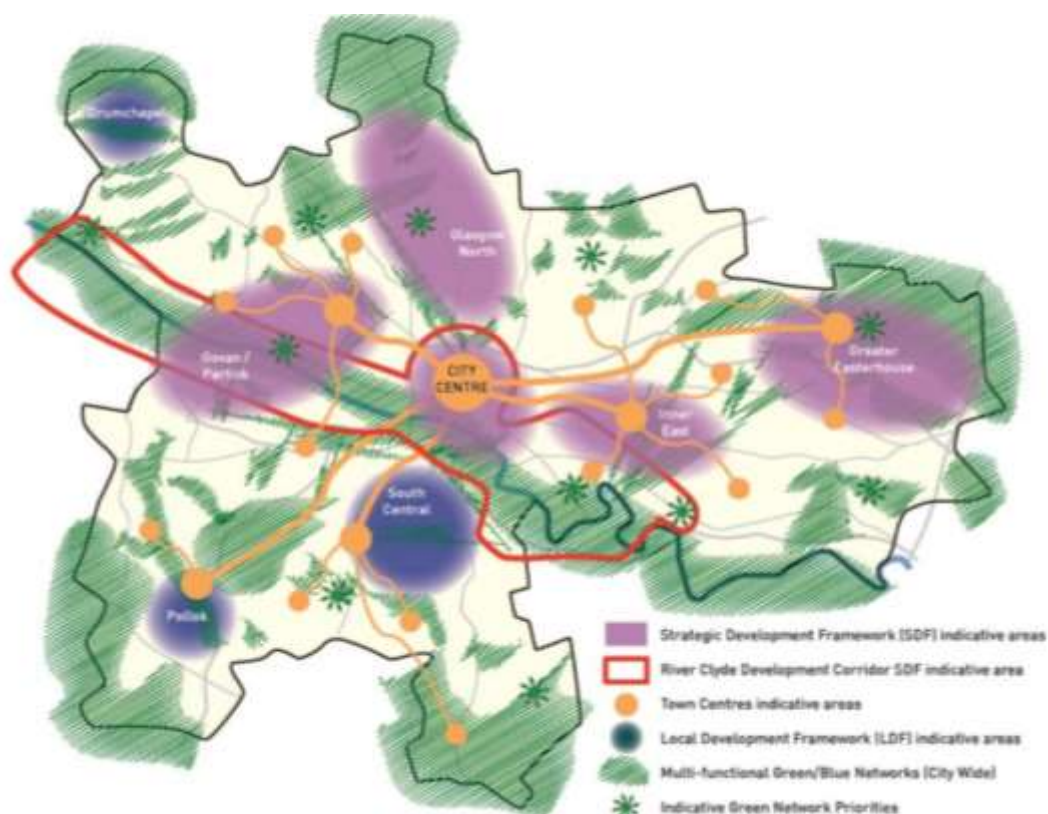 Drumchapel
Glasgow
North
Govan /
Partick
CITY
CENTRE
Greater
Easterhouse
Inner
East
South
Central
Pollok
Strategic Development Framework (SDF) indicative areas
River Clyde Development Corridor SDF indicative area
Town Centres indicative areas
Local Development Framework (LDF) indicative areas
Multi-functional Green/Blue Networks (City Wide)
Indicative Green Network Priorities